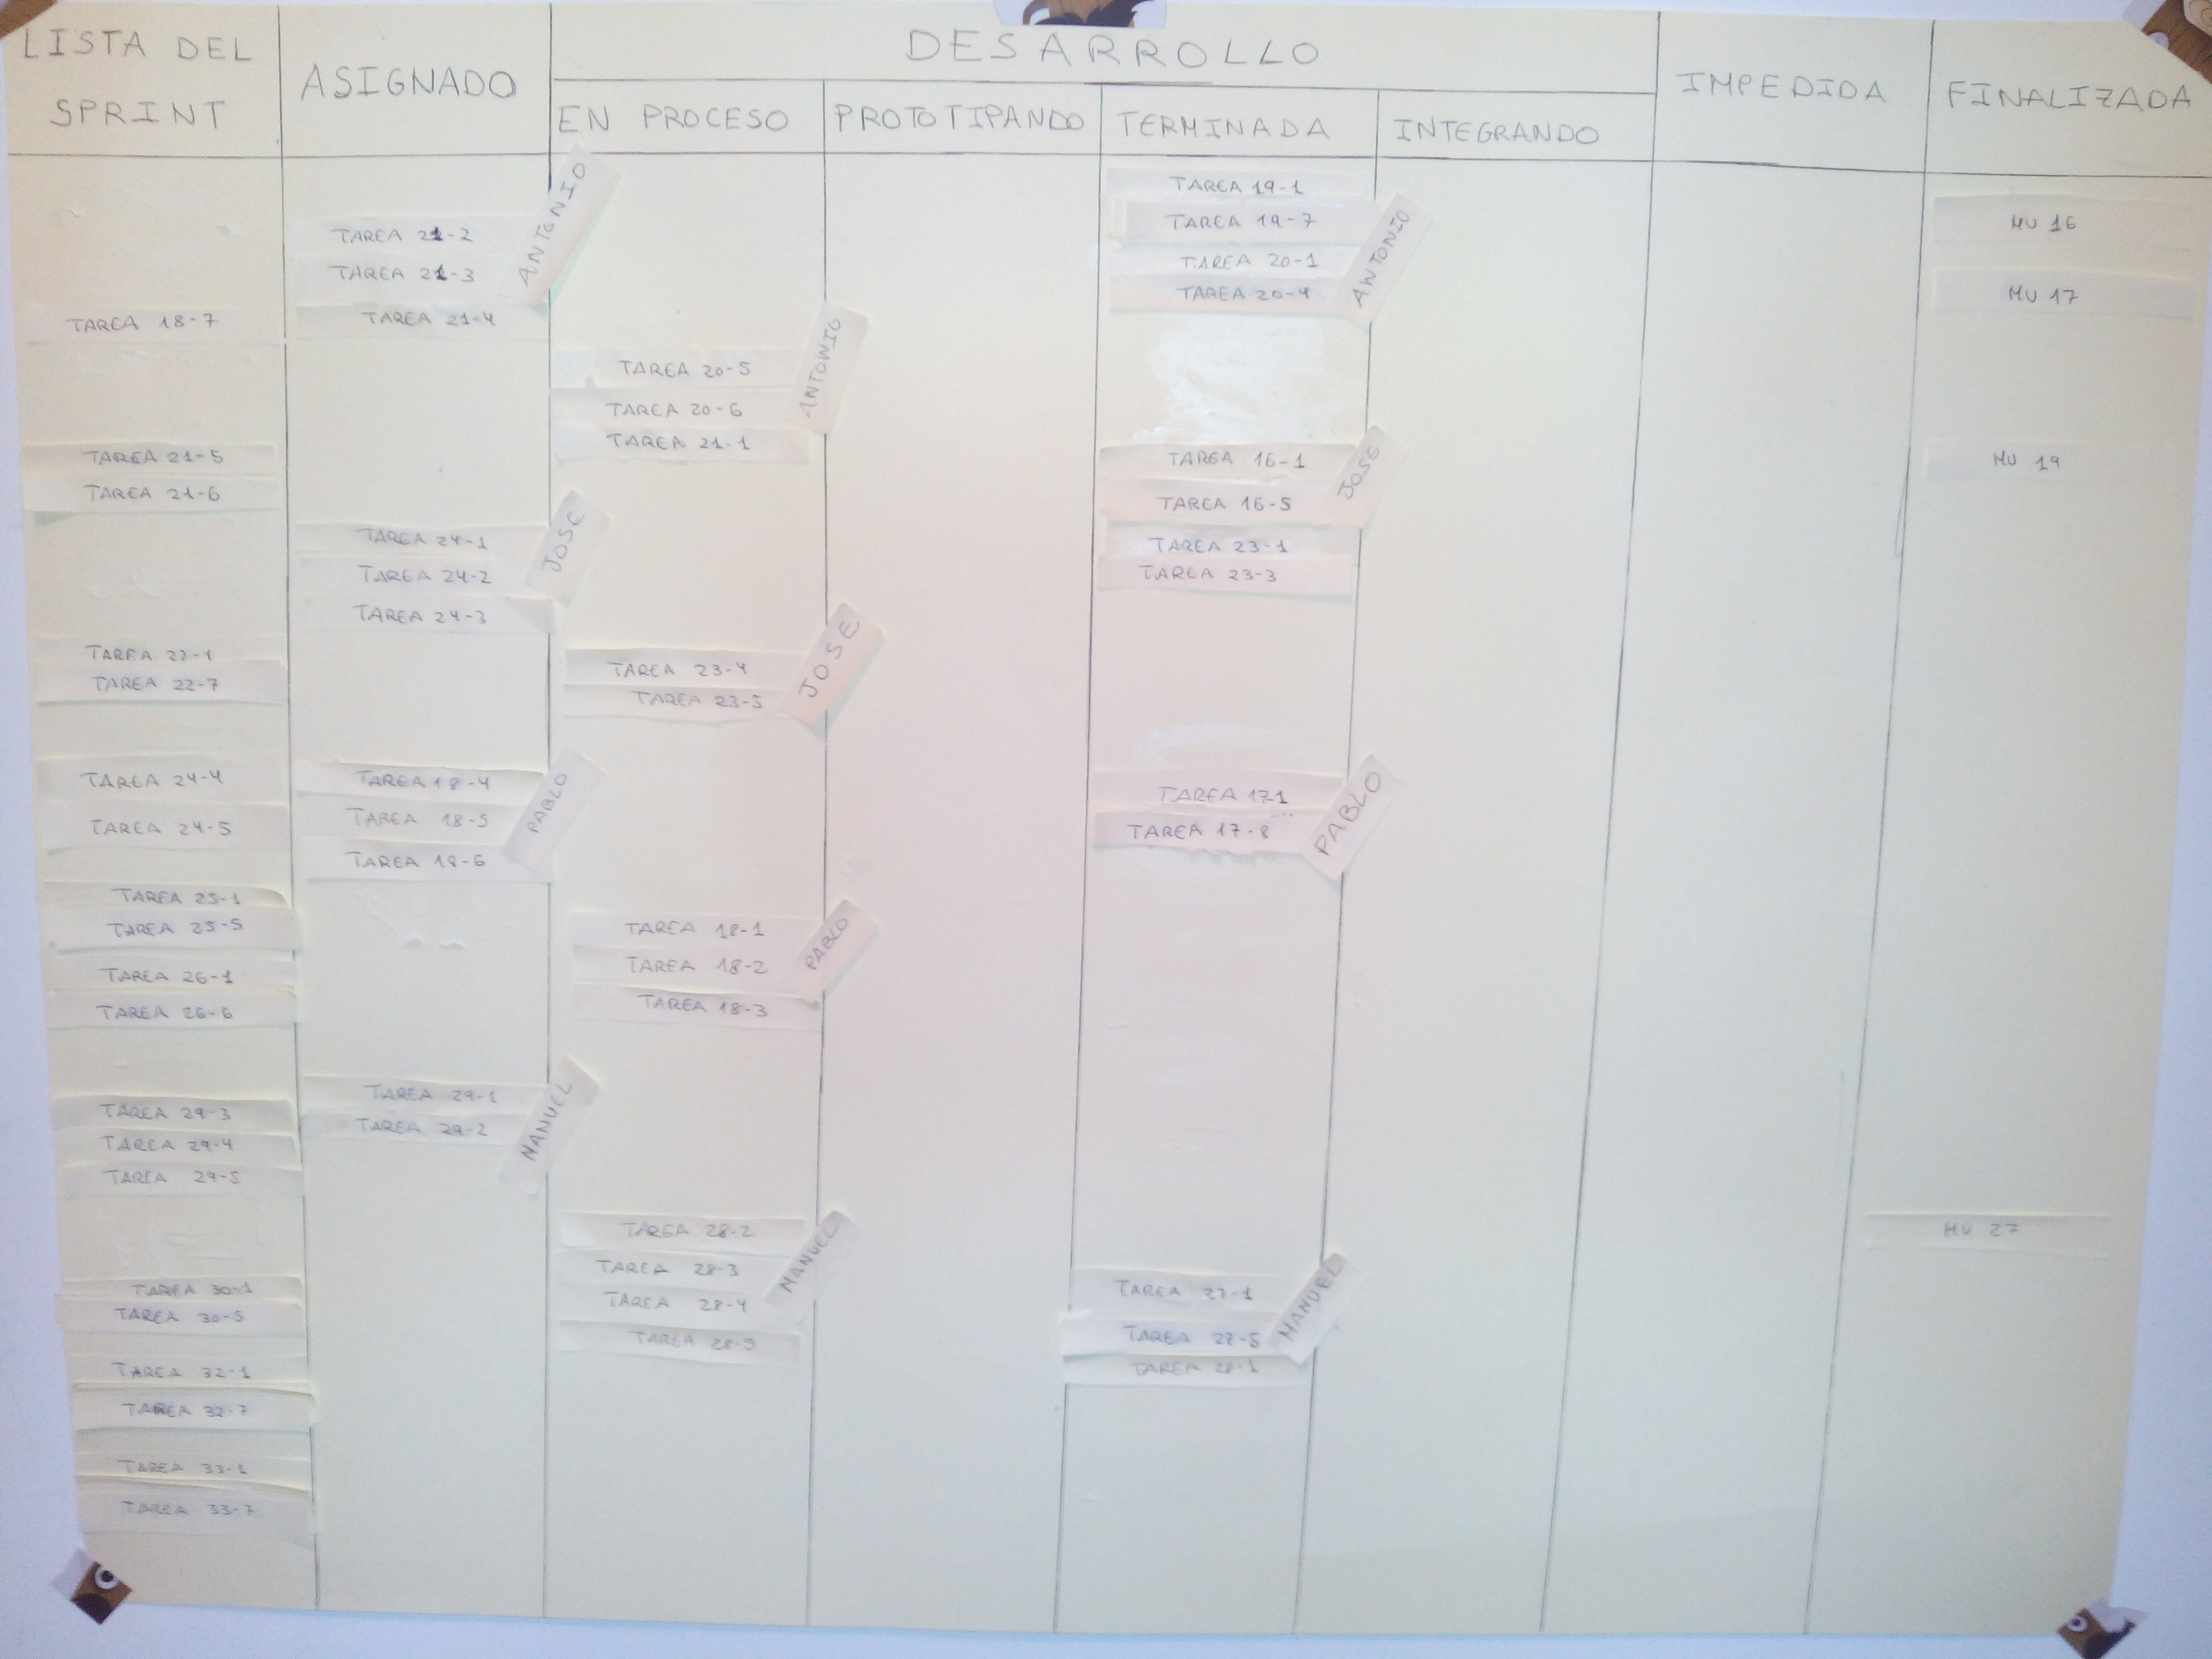 LISTA DEL
SPRINT
ASIGNADO
DESARROLLO
EN PROCESO
PROTOTIPANDO
TERMINADA
INTEGRANDO
IMPEDIDA
FINALIZADA
TAREA 18-7
TAREA 21-5
TAREA 21-6
TAREA 22-1
TAREA 22-7
TAREA 24-4
TAREA 24-5
TAREA 25-1
TAREA 25-5
TAREA 26-1
TAREA 26-6
TAREA 29-3
TAREA 29-4
TAREA 29-5
TAREA 30-1
TAREA 30-5
TAREA 32-1
TAREA 32-7
TAREA 33-1
TAREA 33-7
TAREA 21-2
TAREA 21-3
TAREA 21-4
ANTONIO
TAREA 24-1
TAREA 24-2
TAREA 24-3
JOSE
TAREA 18-4
TAREA 18-5
TAREA 18-6
PABLO
TAREA 29-1
TAREA 29-2
MANUEL
TAREA 20-5
TAREA 20-6
TAREA 21-1
ANTONIO
TAREA 23-4
TAREA 23-5
JOSE
TAREA 18-1
TAREA 18-2
TAREA 18-3
PABLO
TAREA 28-2
TAREA 28-3
TAREA 28-4
TAREA 28-5
MANUEL
TAREA 19-1
TAREA 19-7
TAREA 20-1
TAREA 20-4
ANTONIO
TAREA 16-1
TAREA 16-5
JOSE
TAREA 23-1
TAREA 23-3
TAREA 17-1
TAREA 17-8
PABLO
TAREA 27-1
TAREA 27-5
TAREA 28-1
MANUEL
HU 16
HU 17
HU 19
HU 27